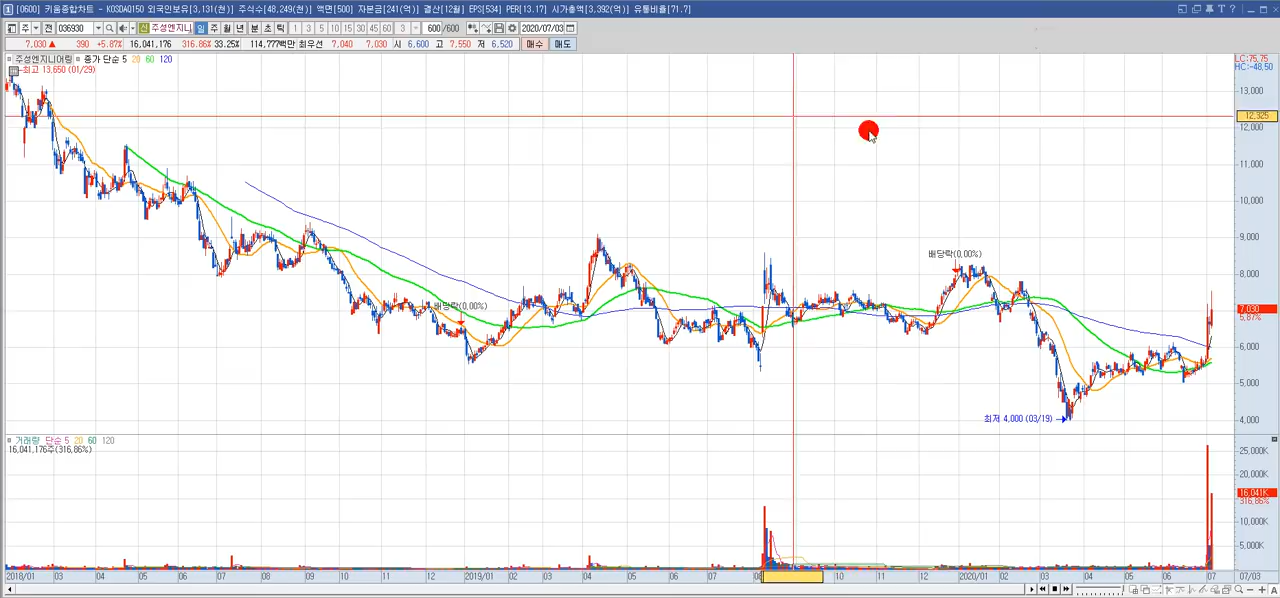 [0600] 키움종합차트 - KOSDAQ150 외국인보유[3,131(천)] 주식수[48,249(천)] 액면[500] 자본금[241(억)] 결산[12월] EPS[534] PER[13.17] 시가총액[3,392(억)] 유통비율[71.7]
주 전 036930 신 주성엔지니 일 주 월 년 분 초 틱 1 3 5 10 15 30 45 60 3 600 /600 2020/07/03
7,030 ▲ 390 +5.87% 16,041,176 316.86% 33.25% 114,777백만 최우선 7,040 7,030 시 6,600 고 7,550 저 6,520 매수 매도
주성엔지니어링 종가 단순 5 20 60 120
최고 13,650 (01/29)
LC:75.75
HC:-48.50
13,000
12,325
12,000
11,000
10,000
9,000
8,000
7,030
5.87%
6,000
5,000
4,000
배당락(0.00%)
배당락(0.00%)
최저 4,000 (03/19)
거래량 단순 5 20 60 120
16,041,176주(316.86%)
25,000K
20,000K
16,041K
316.86%
10,000K
5,000K
2018/01 03 04 05 06 07 08 09 10 11 12 2019/01 02 03 04 05 06 07 10 11 12 2020/01 02 03 04 05 06 07 07/03